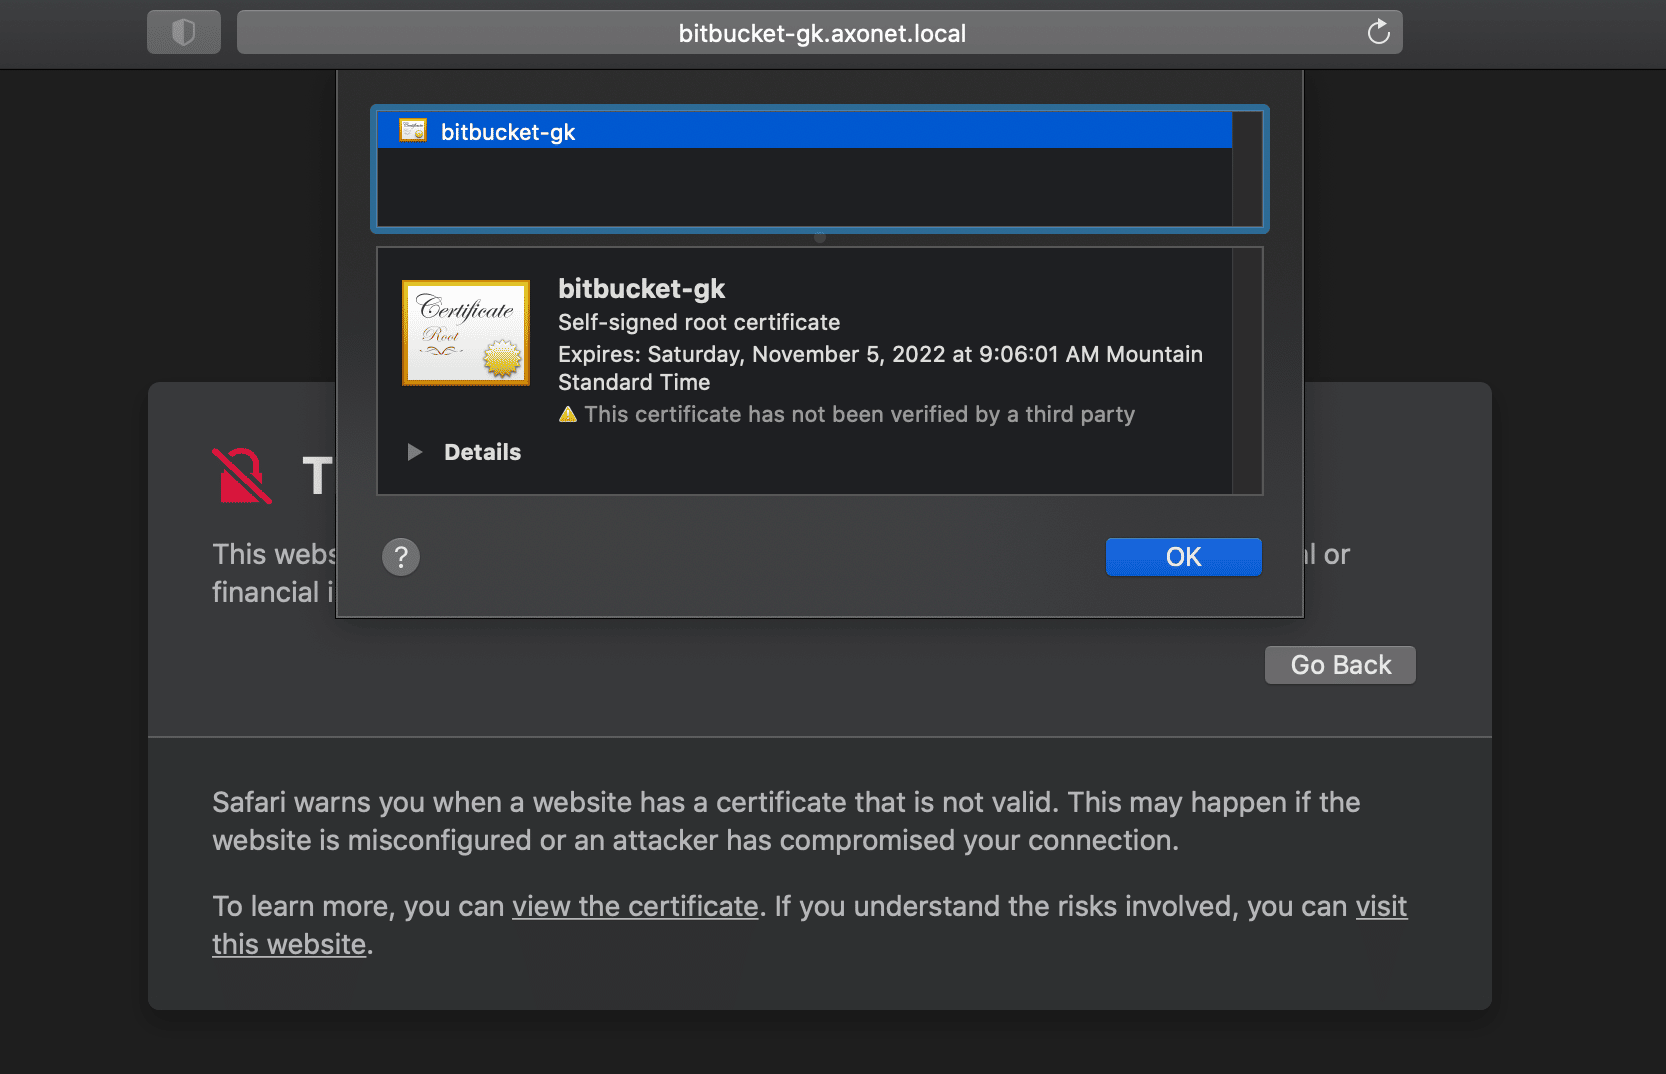 bitbucket-gk.axonet.local
bitbucket-gk
Certificate
Root
bitbucket-gk
Self-signed root certificate
Expires: Saturday, November 5, 2022 at 9:06:01 AM Mountain
Standard Time
This certificate has not been verified by a third party
Details
?
OK
This
or
financial
Go Back
Safari warns you when a website has a certificate that is not valid. This may happen if the
website is misconfigured or an attacker has compromised your connection.
To learn more, you can view the certificate. If you understand the risks involved, you can visit
this website.